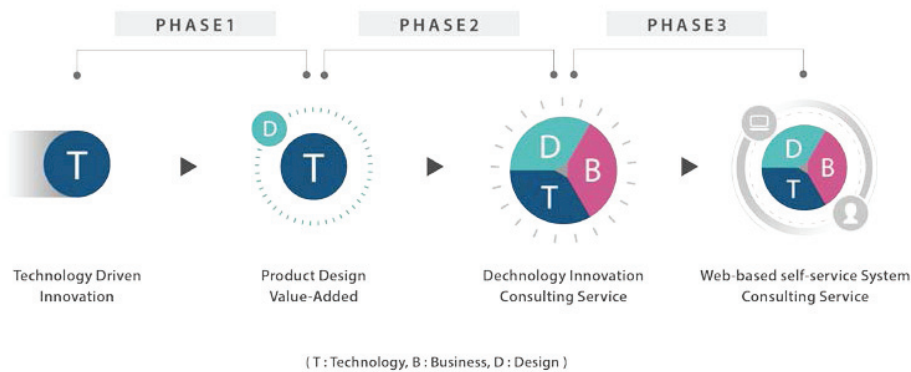 PHASE1
PHASE2
PHASE3
T
D
T
D
B
T
D
B
T
Technology Driven
Innovation
Product Design
Value-Added
Dechnology Innovation
Consulting Service
Web-based self-service System
Consulting Service
( T : Technology, B : Business, D : Design )